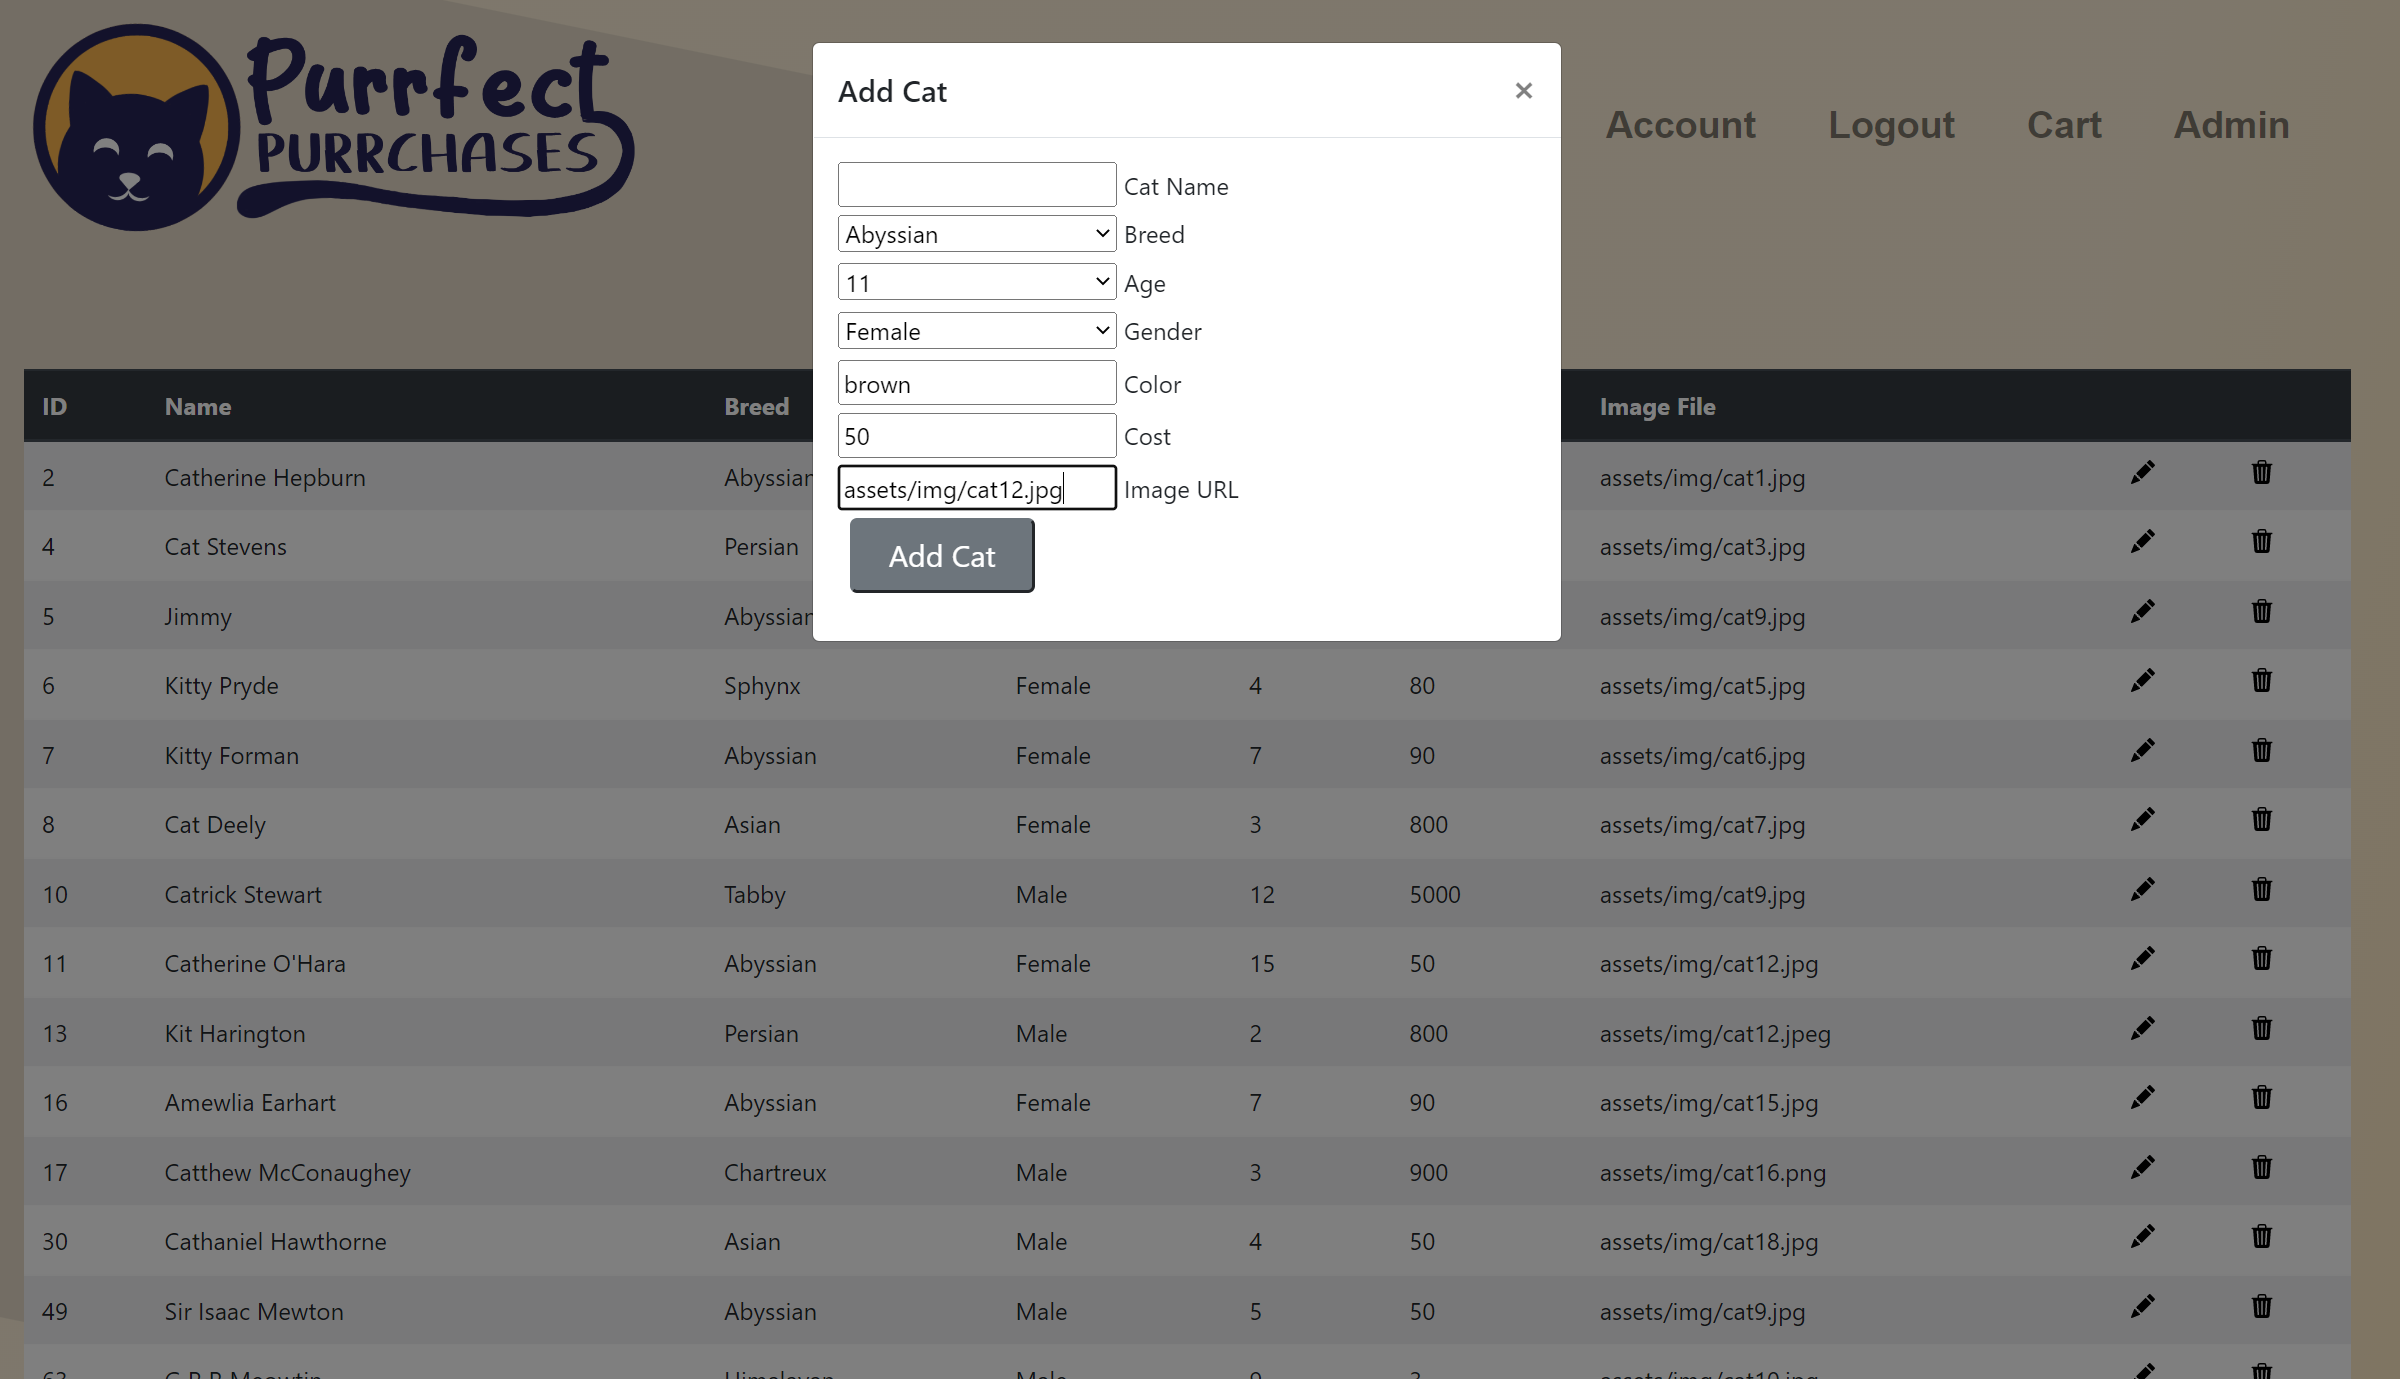 Purrfect
PURRCHASES
Account Logout Cart Admin
Add Cat ×
Cat Name
Abyssian Breed
11 Age
Female Gender
brown Color
50 Cost
assets/img/cat12.jpg Image URL
Add Cat
ID Name Breed Image File
2 Catherine Hepburn Abyssian assets/img/cat1.jpg
4 Cat Stevens Persian assets/img/cat3.jpg
5 Jimmy Abyssian assets/img/cat9.jpg
6 Kitty Pryde Sphynx Female 4 80 assets/img/cat5.jpg
7 Kitty Forman Abyssian Female 7 90 assets/img/cat6.jpg
8 Cat Deely Asian Female 3 800 assets/img/cat7.jpg
10 Catrick Stewart Tabby Male 12 5000 assets/img/cat9.jpg
11 Catherine O'Hara Abyssian Female 15 50 assets/img/cat12.jpg
13 Kit Harington Persian Male 2 800 assets/img/cat12.jpeg
16 Amewlia Earhart Abyssian Female 7 90 assets/img/cat15.jpg
17 Catthew McConaughey Chartreux Male 3 900 assets/img/cat16.png
30 Cathaniel Hawthorne Asian Male 4 50 assets/img/cat18.jpg
49 Sir Isaac Mewton Abyssian Male 5 50 assets/img/cat9.jpg
Himalayan Male